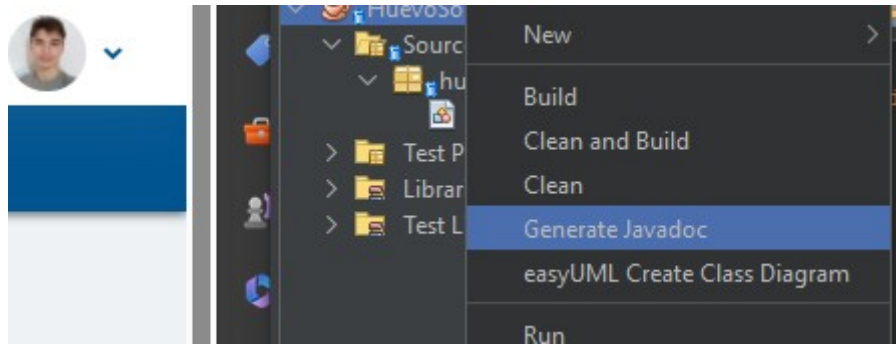 HuevoSo
Sourc
hu
Test P
Librar
Test L
New
Build
Clean and Build
Clean
Generate Javadoc
easyUML Create Class Diagram
Run